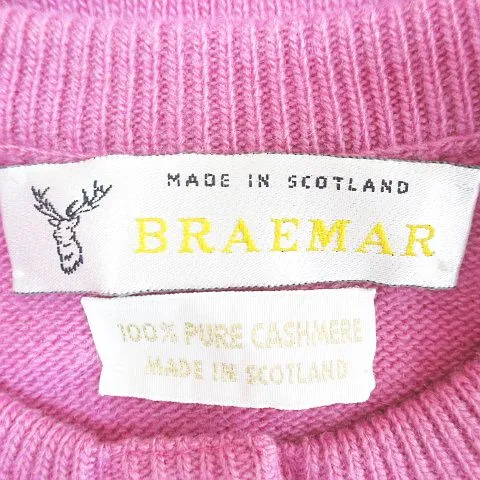 MADE IN SCOTLAND
BRAEMAR
100% PURE CASHMERE
MADE IN SCOTLAND